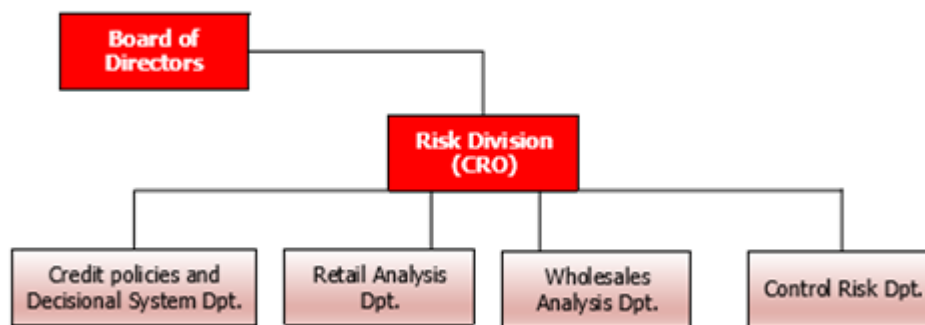 Board of
Directors
Risk Division
(CRO)
Credit policies and
Decisional System Dpt.
Retail Analysis
Dpt.
Wholesales
Analysis Dpt.
Control Risk Dpt.